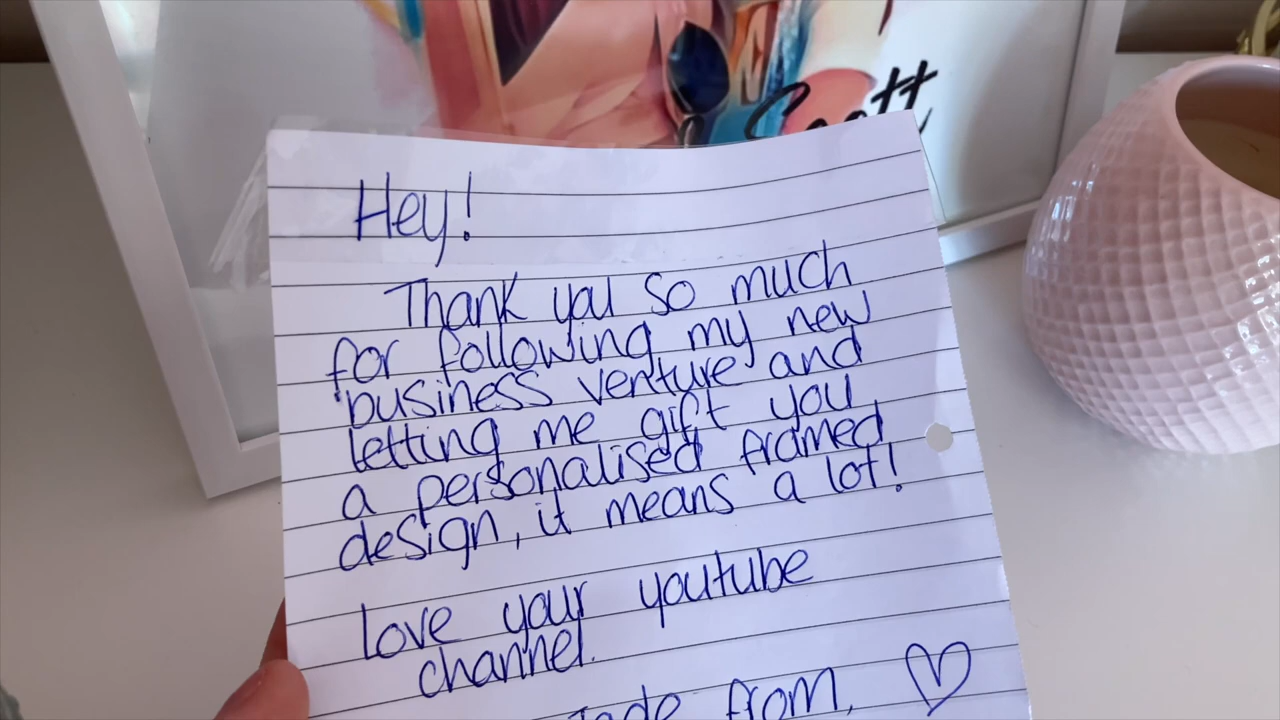 Scott
Hey!
Thank you so much
for following my new
business venture and
letting me gift you
a personalised framed
design, it means a lot!
Love your youtube
channel.
from,